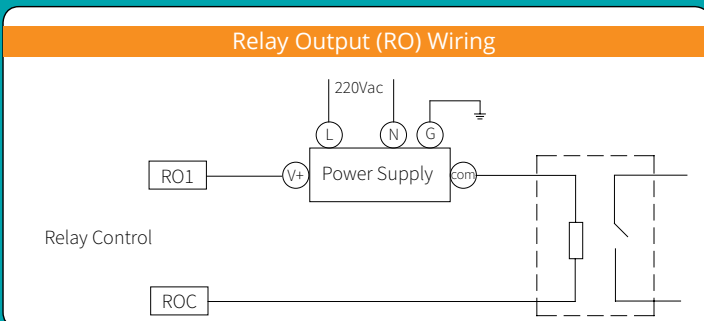 Relay Output (RO) Wiring
220Vac
L
N
G
RO1
V+
Power Supply
com
Relay Control
ROC